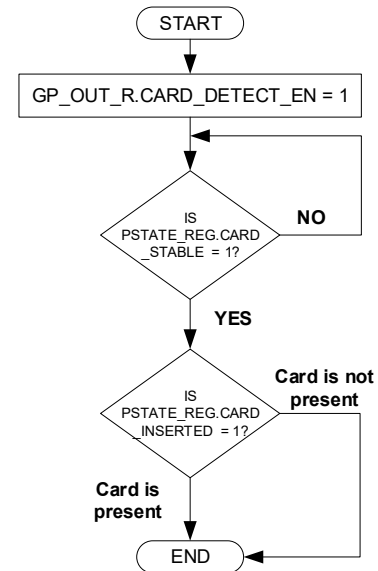 START
GP_OUT_R.CARD_DETECT_EN = 1
IS
PSTATE_REG.CARD
_STABLE = 1?
NO
YES
IS
PSTATE_REG.CARD
_INSERTED = 1?
Card is not
present
Card is
present
END